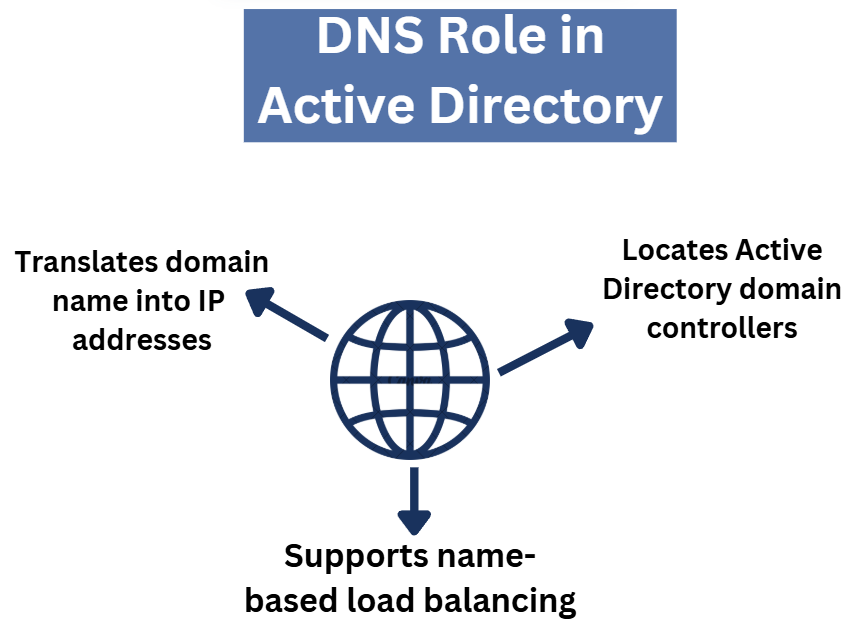 DNS Role in
Active Directory
Translates domain
name into IP
addresses
Locates Active
Directory domain
controllers
Supports name-
based load balancing